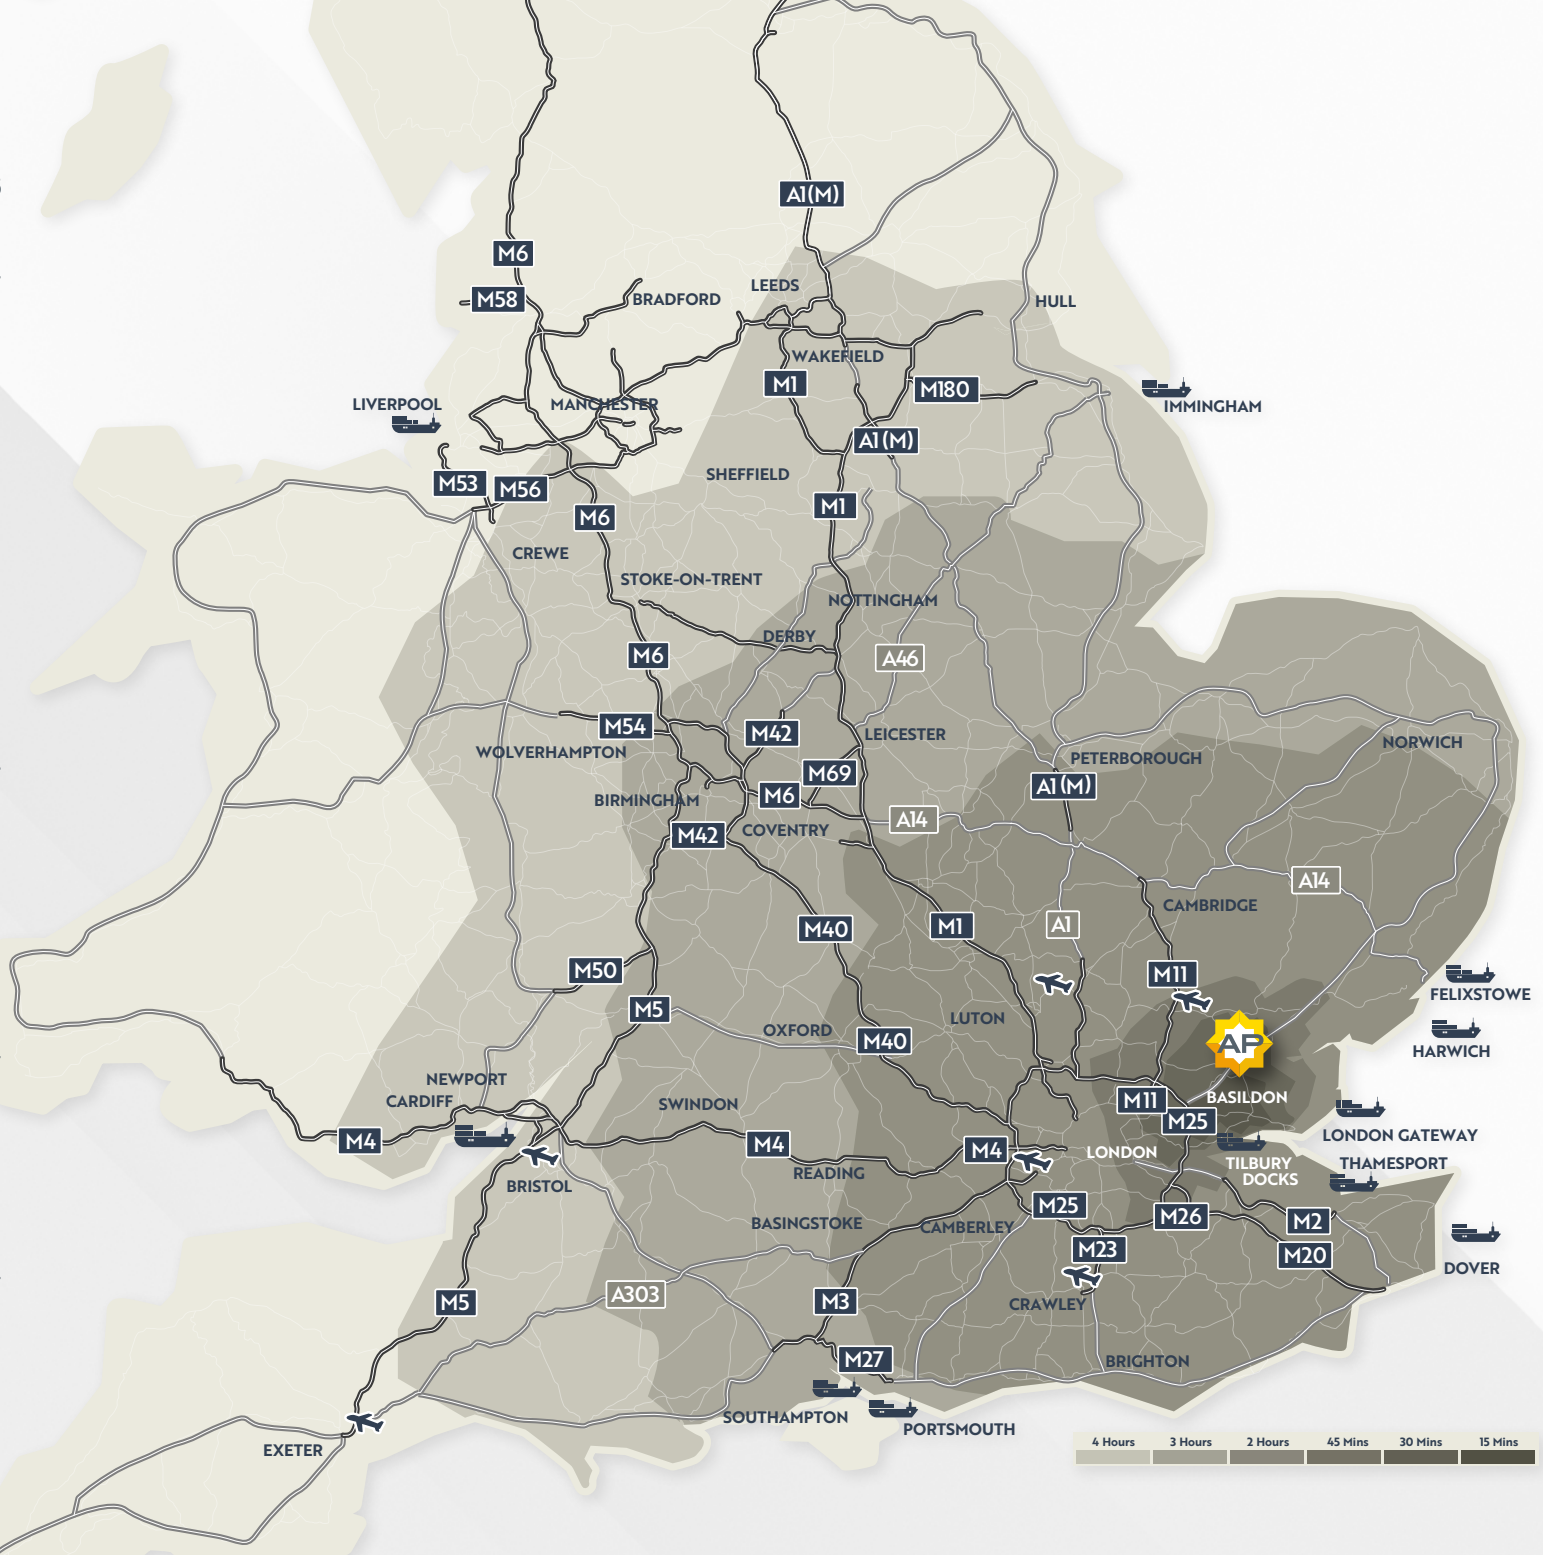 A1(M)
M6
M58
BRADFORD
LEEDS
HULL
WAKEFIELD
M1
M180
LIVERPOOL
MANCHESTER
IMMINGHAM
A1(M)
SHEFFIELD
M53
M56
M1
M6
CREWE
STOKE-ON-TRENT
NOTTINGHAM
DERBY
M6
A46
M54
M42
LEICESTER
WOLVERHAMPTON
NORWICH
PETERBOROUGH
M69
A1(M)
M6
BIRMINGHAM
A14
COVENTRY
M42
A14
CAMBRIDGE
M40
M1
A1
M50
M11
FELIXSTOWE
M5
LUTON
OXFORD
M40
AP
HARWICH
NEWPORT
CARDIFF
SWINDON
M11
BASILDON
M25
LONDON GATEWAY
M4
M4
M4
LONDON
TILBURY
DOCKS
THAMESPORT
READING
BRISTOL
M25
M26
M2
BASINGSTOKE
CAMBERLEY
M23
M20
DOVER
A303
M5
M3
CRAWLEY
M27
BRIGHTON
SOUTHAMPTON
PORTSMOUTH
EXETER
4 Hours
3 Hours
2 Hours
45 Mins
30 Mins
15 Mins